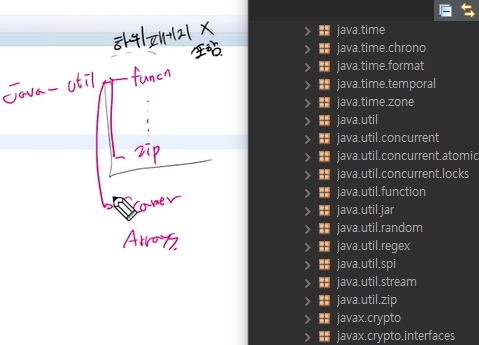 하위패키지 X
포함
Java - util
func
zip
Scanner
Arrays
java.time
java.time.chrono
java.time.format
java.time.temporal
java.time.zone
java.util
java.util.concurrent
java.util.concurrent.atomic
java.util.concurrent.locks
java.util.function
java.util.jar
java.util.random
java.util.regex
java.util.spi
java.util.stream
java.util.zip
javax.crypto
javax.crypto.interfaces